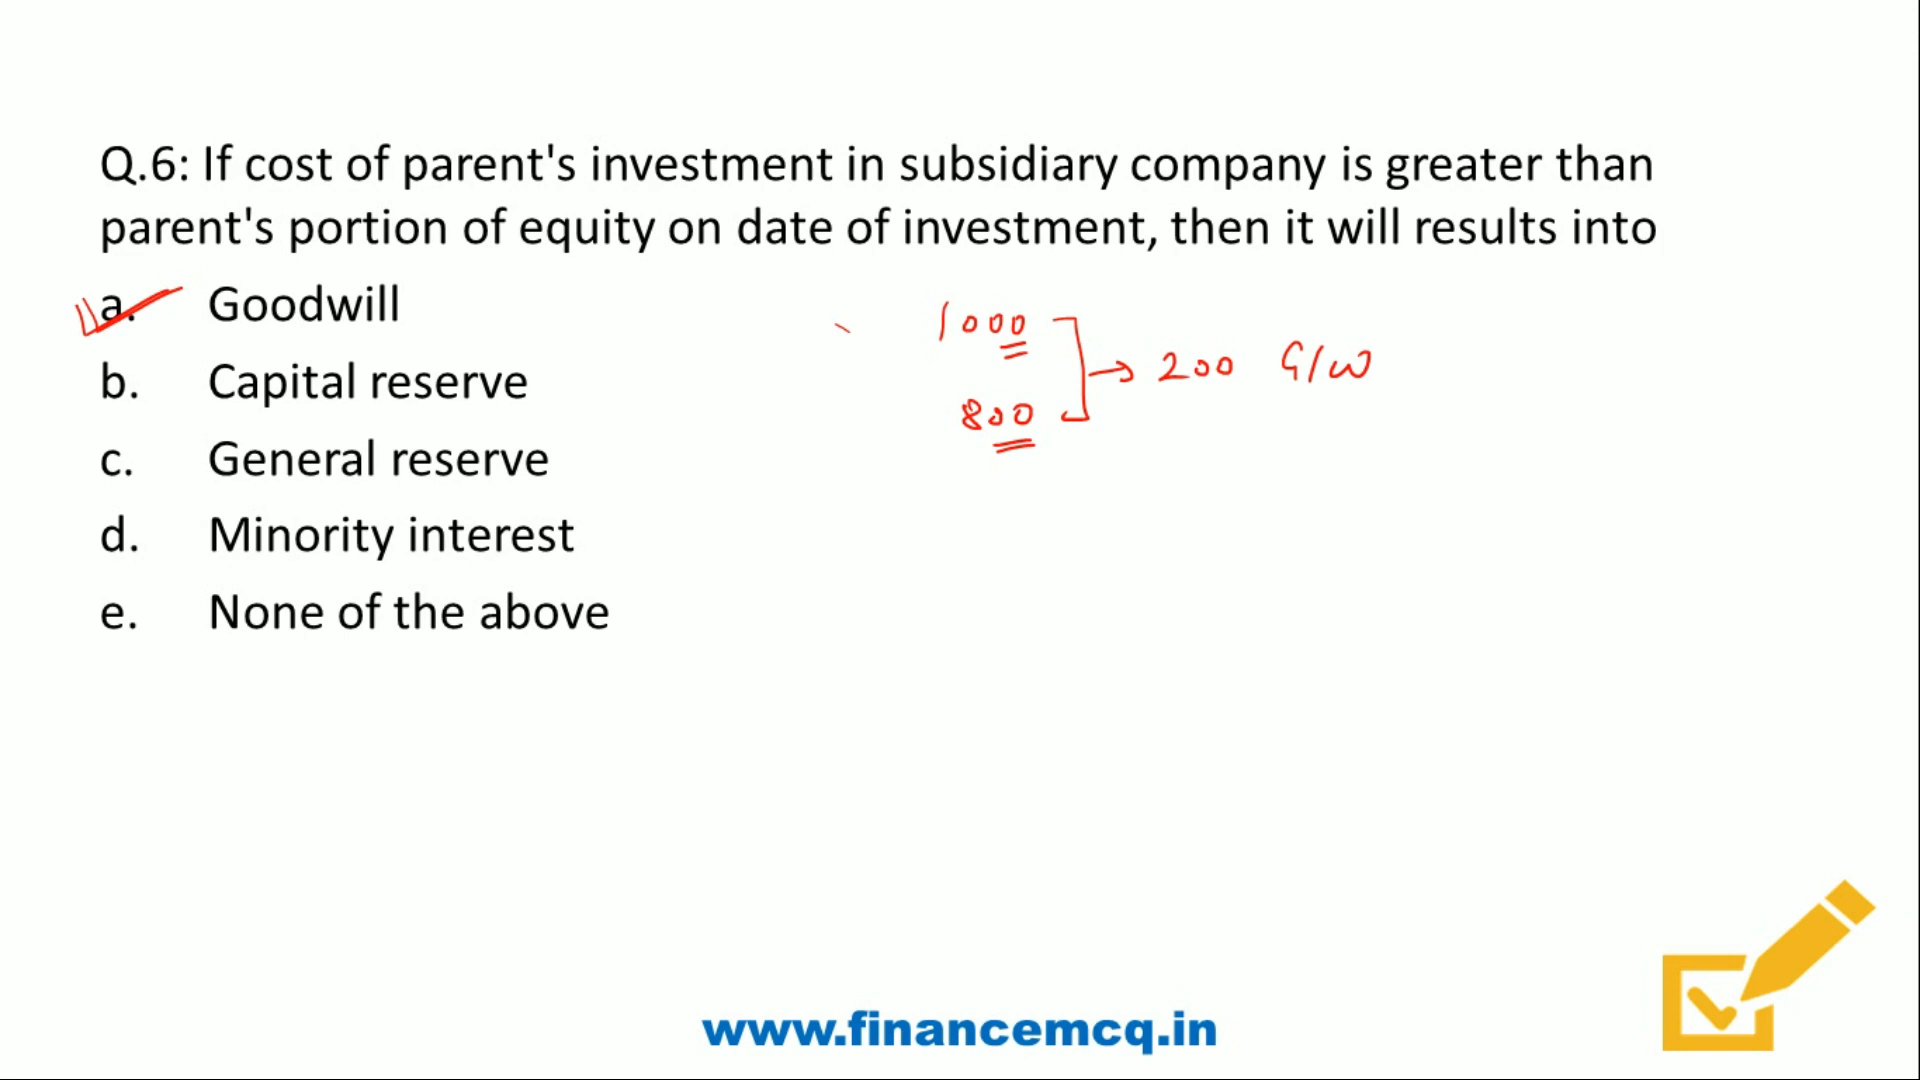 Q.6: If cost of parent's investment in subsidiary company is greater than
parent's portion of equity on date of investment, then it will results into
a. Goodwill
b. Capital reserve
c. General reserve
d. Minority interest
e. None of the above
1000
800
→ 200 G/W
www.financemcq.in